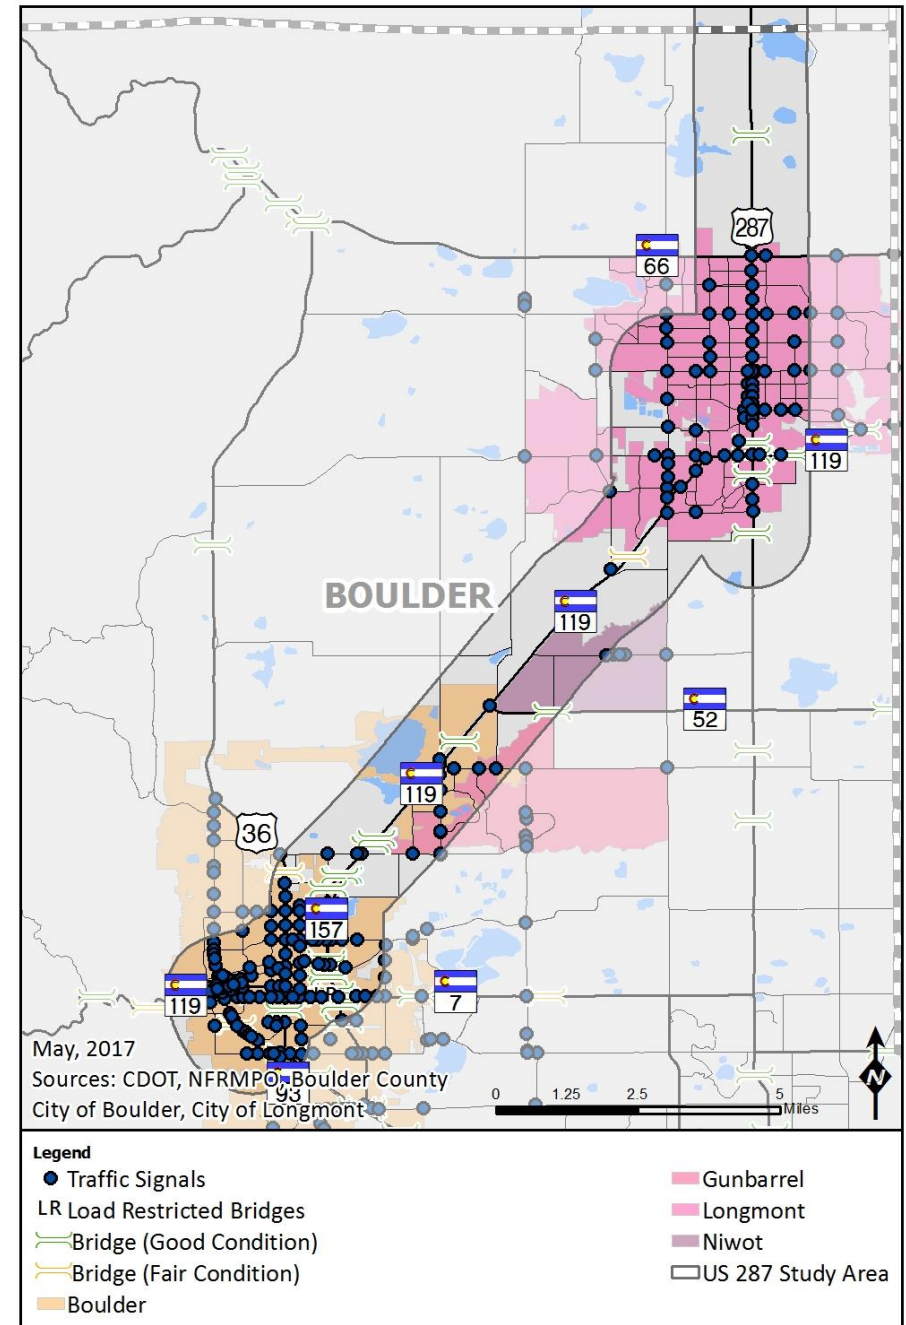 287
66
119
BOULDER
119
52
119
36
157
119
7
93
May, 2017
Sources: CDOT, NFRMPO, Boulder County
City of Boulder, City of Longmont
0 1.25 2.5 5
Miles
N
Legend
Traffic Signals
LR Load Restricted Bridges
Bridge (Good Condition)
Bridge (Fair Condition)
Boulder
Gunbarrel
Longmont
Niwot
US 287 Study Area